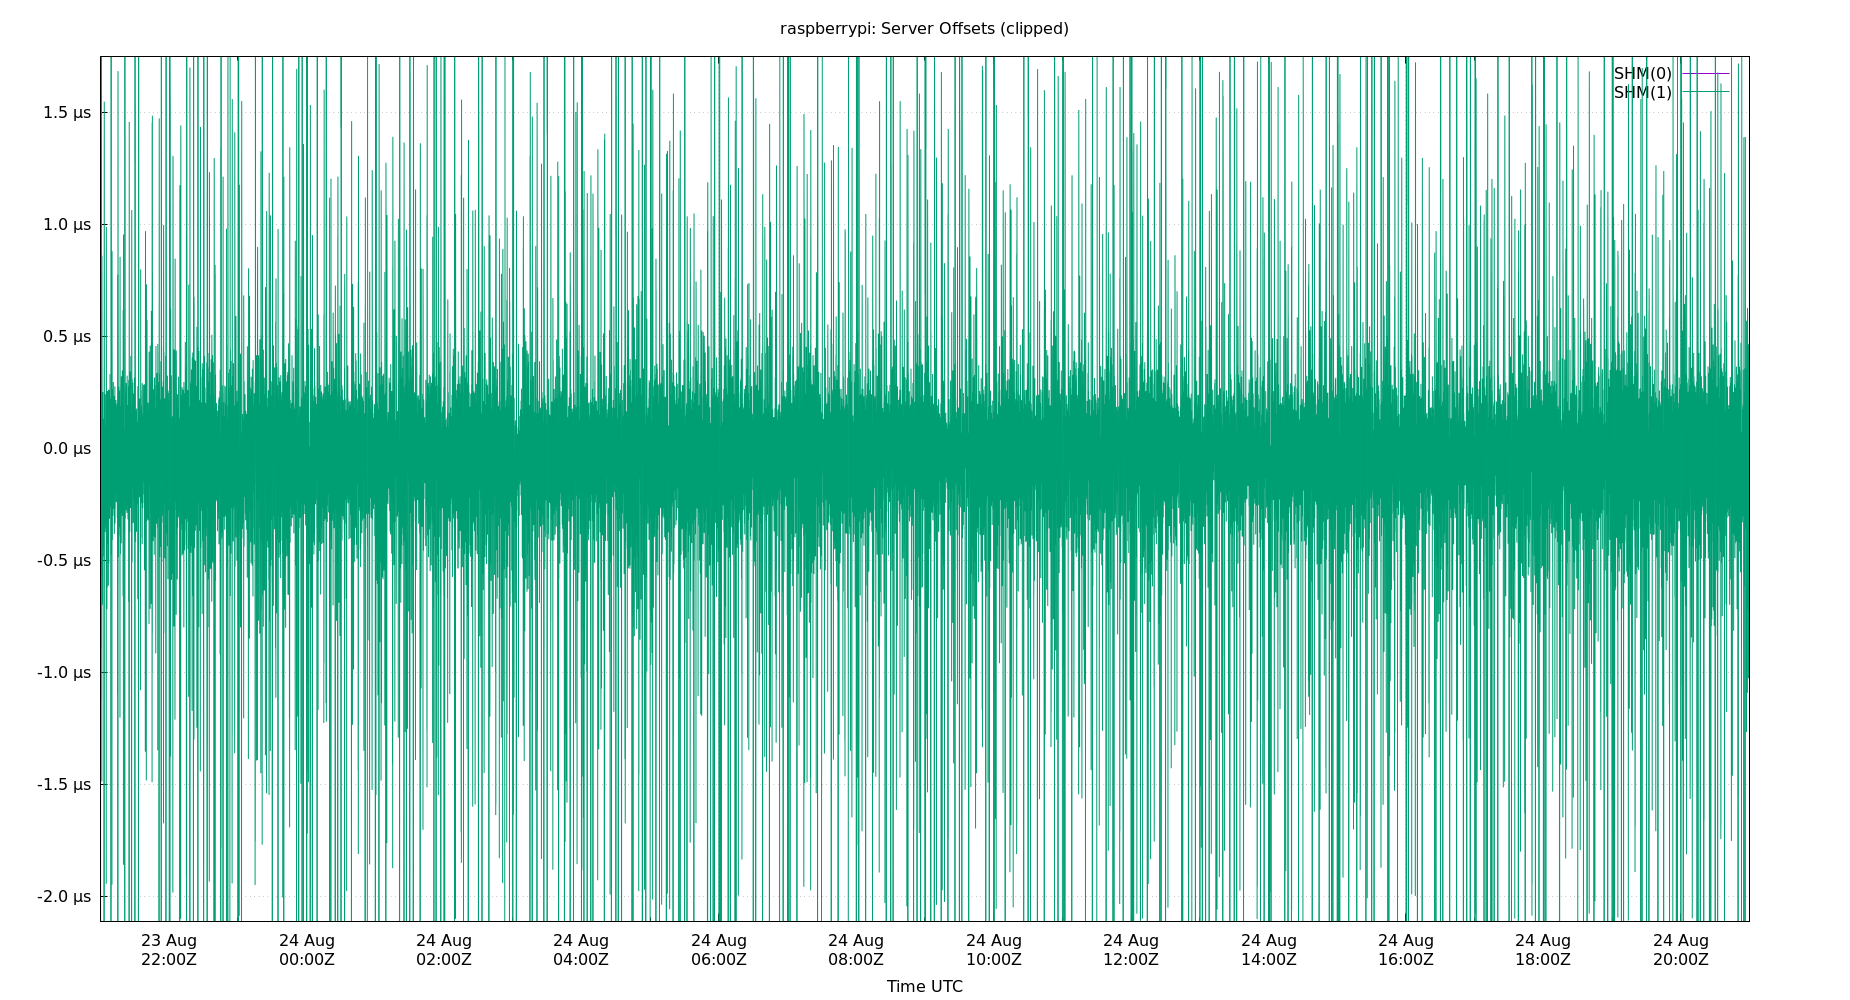 raspberrypi: Server Offsets (clipped)
SHM(0)
SHM(1)
1.5 µs
1.0 µs
0.5 µs
0.0 µs
-0.5 µs
-1.0 µs
-1.5 µs
-2.0 µs
23 Aug 24 Aug 24 Aug 24 Aug 24 Aug 24 Aug 24 Aug 24 Aug 24 Aug 24 Aug 24 Aug 24 Aug
22:00Z 00:00Z 02:00Z 04:00Z 06:00Z 08:00Z 10:00Z 12:00Z 14:00Z 16:00Z 18:00Z 20:00Z
Time UTC